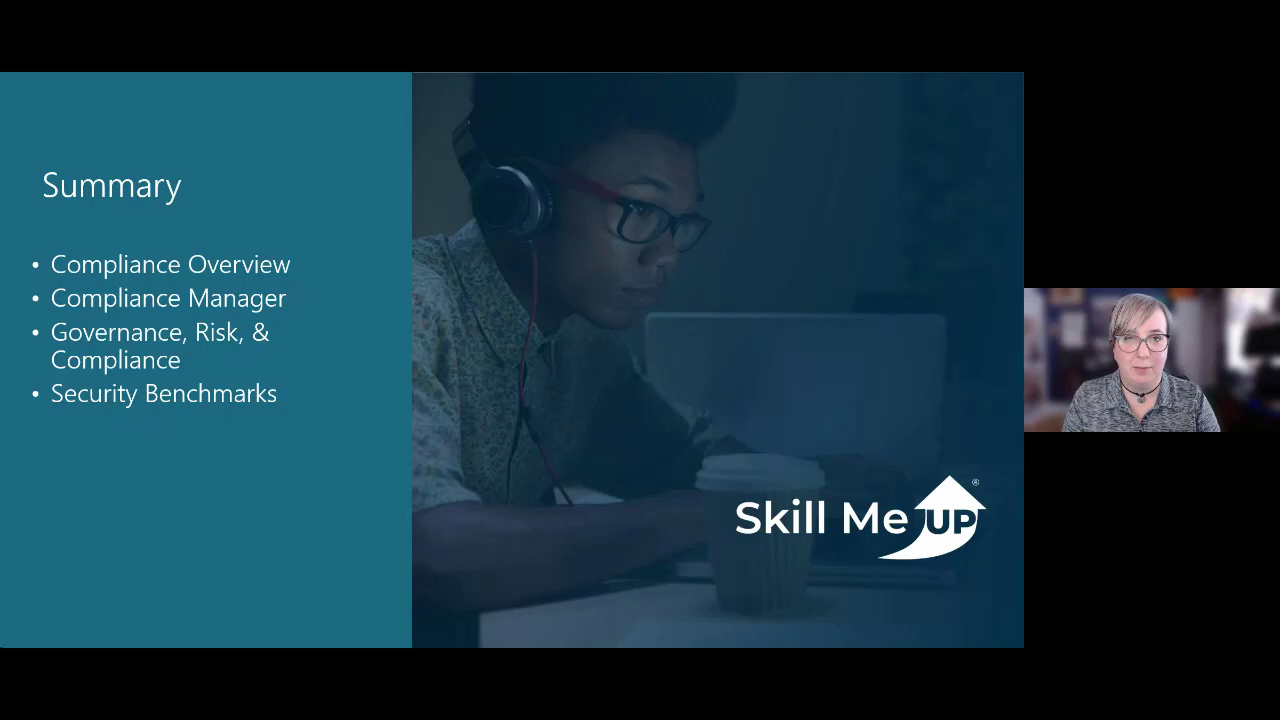 Summary
• Compliance Overview
• Compliance Manager
• Governance, Risk, &
Compliance
• Security Benchmarks
Skill Me UP®